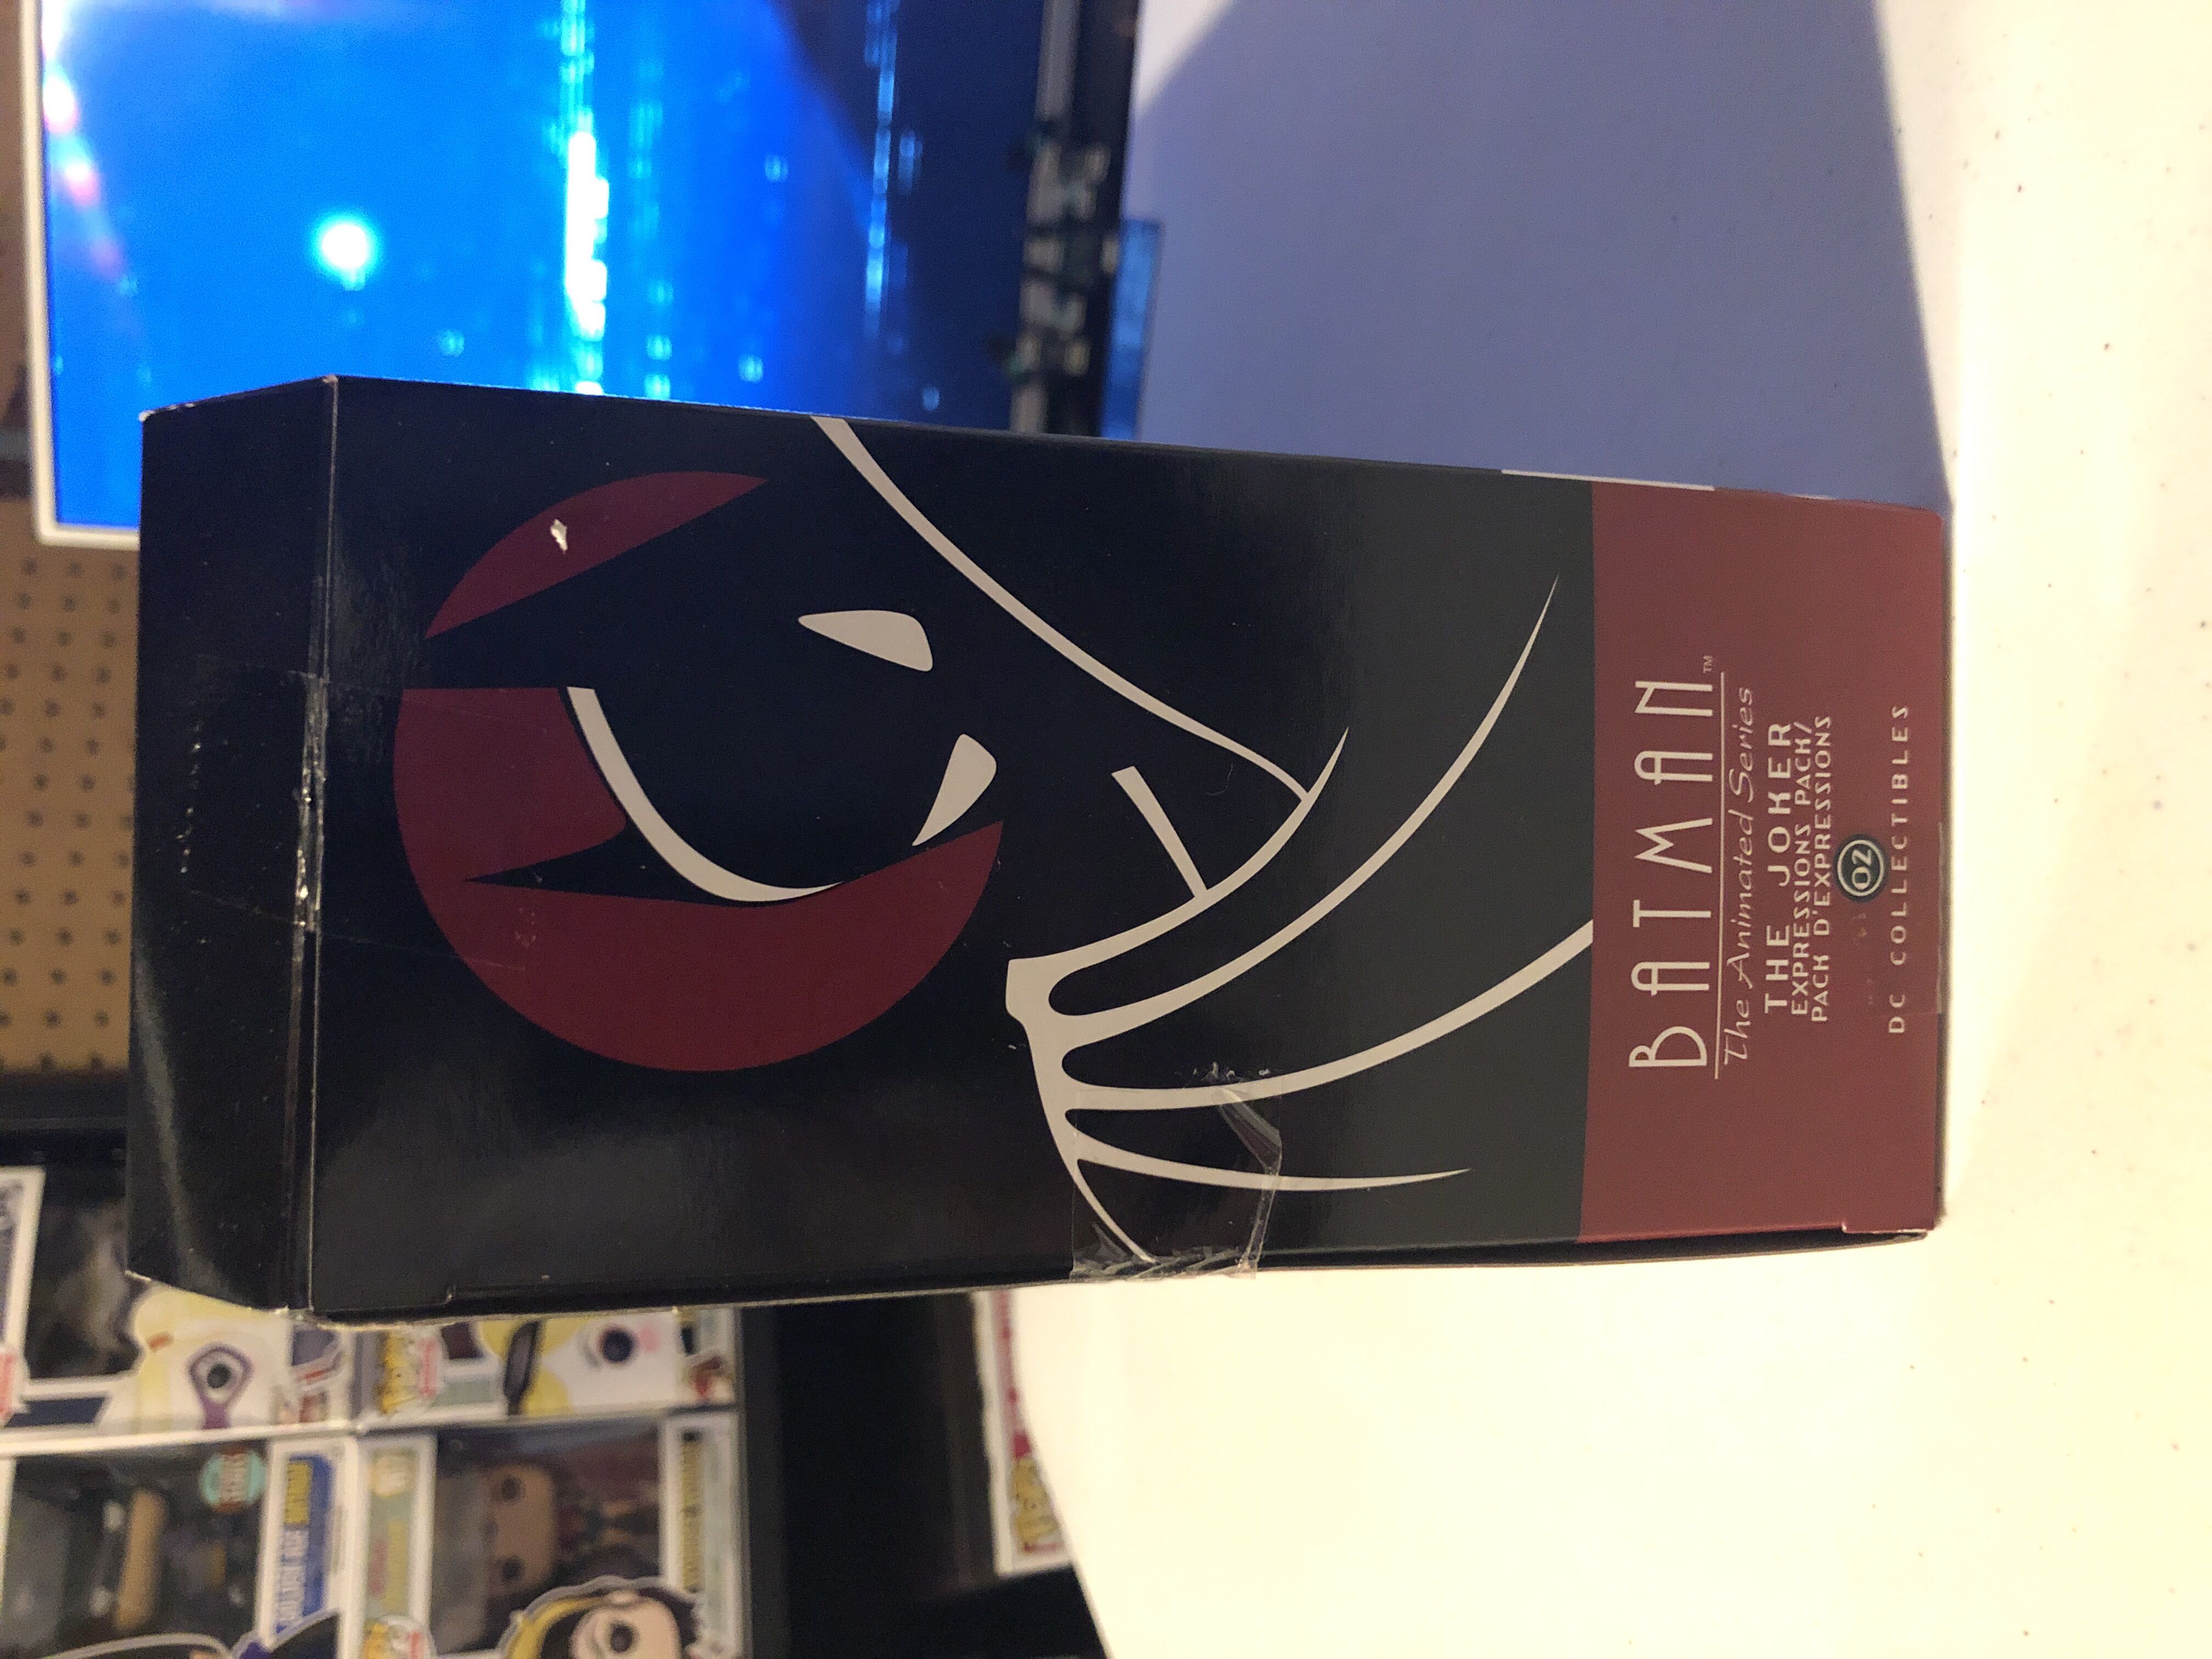 BATMAN™
The Animated Series
THE JOKER
EXPRESSIONS PACK/
PACK D'EXPRESSIONS
02
DC COLLECTIBLES